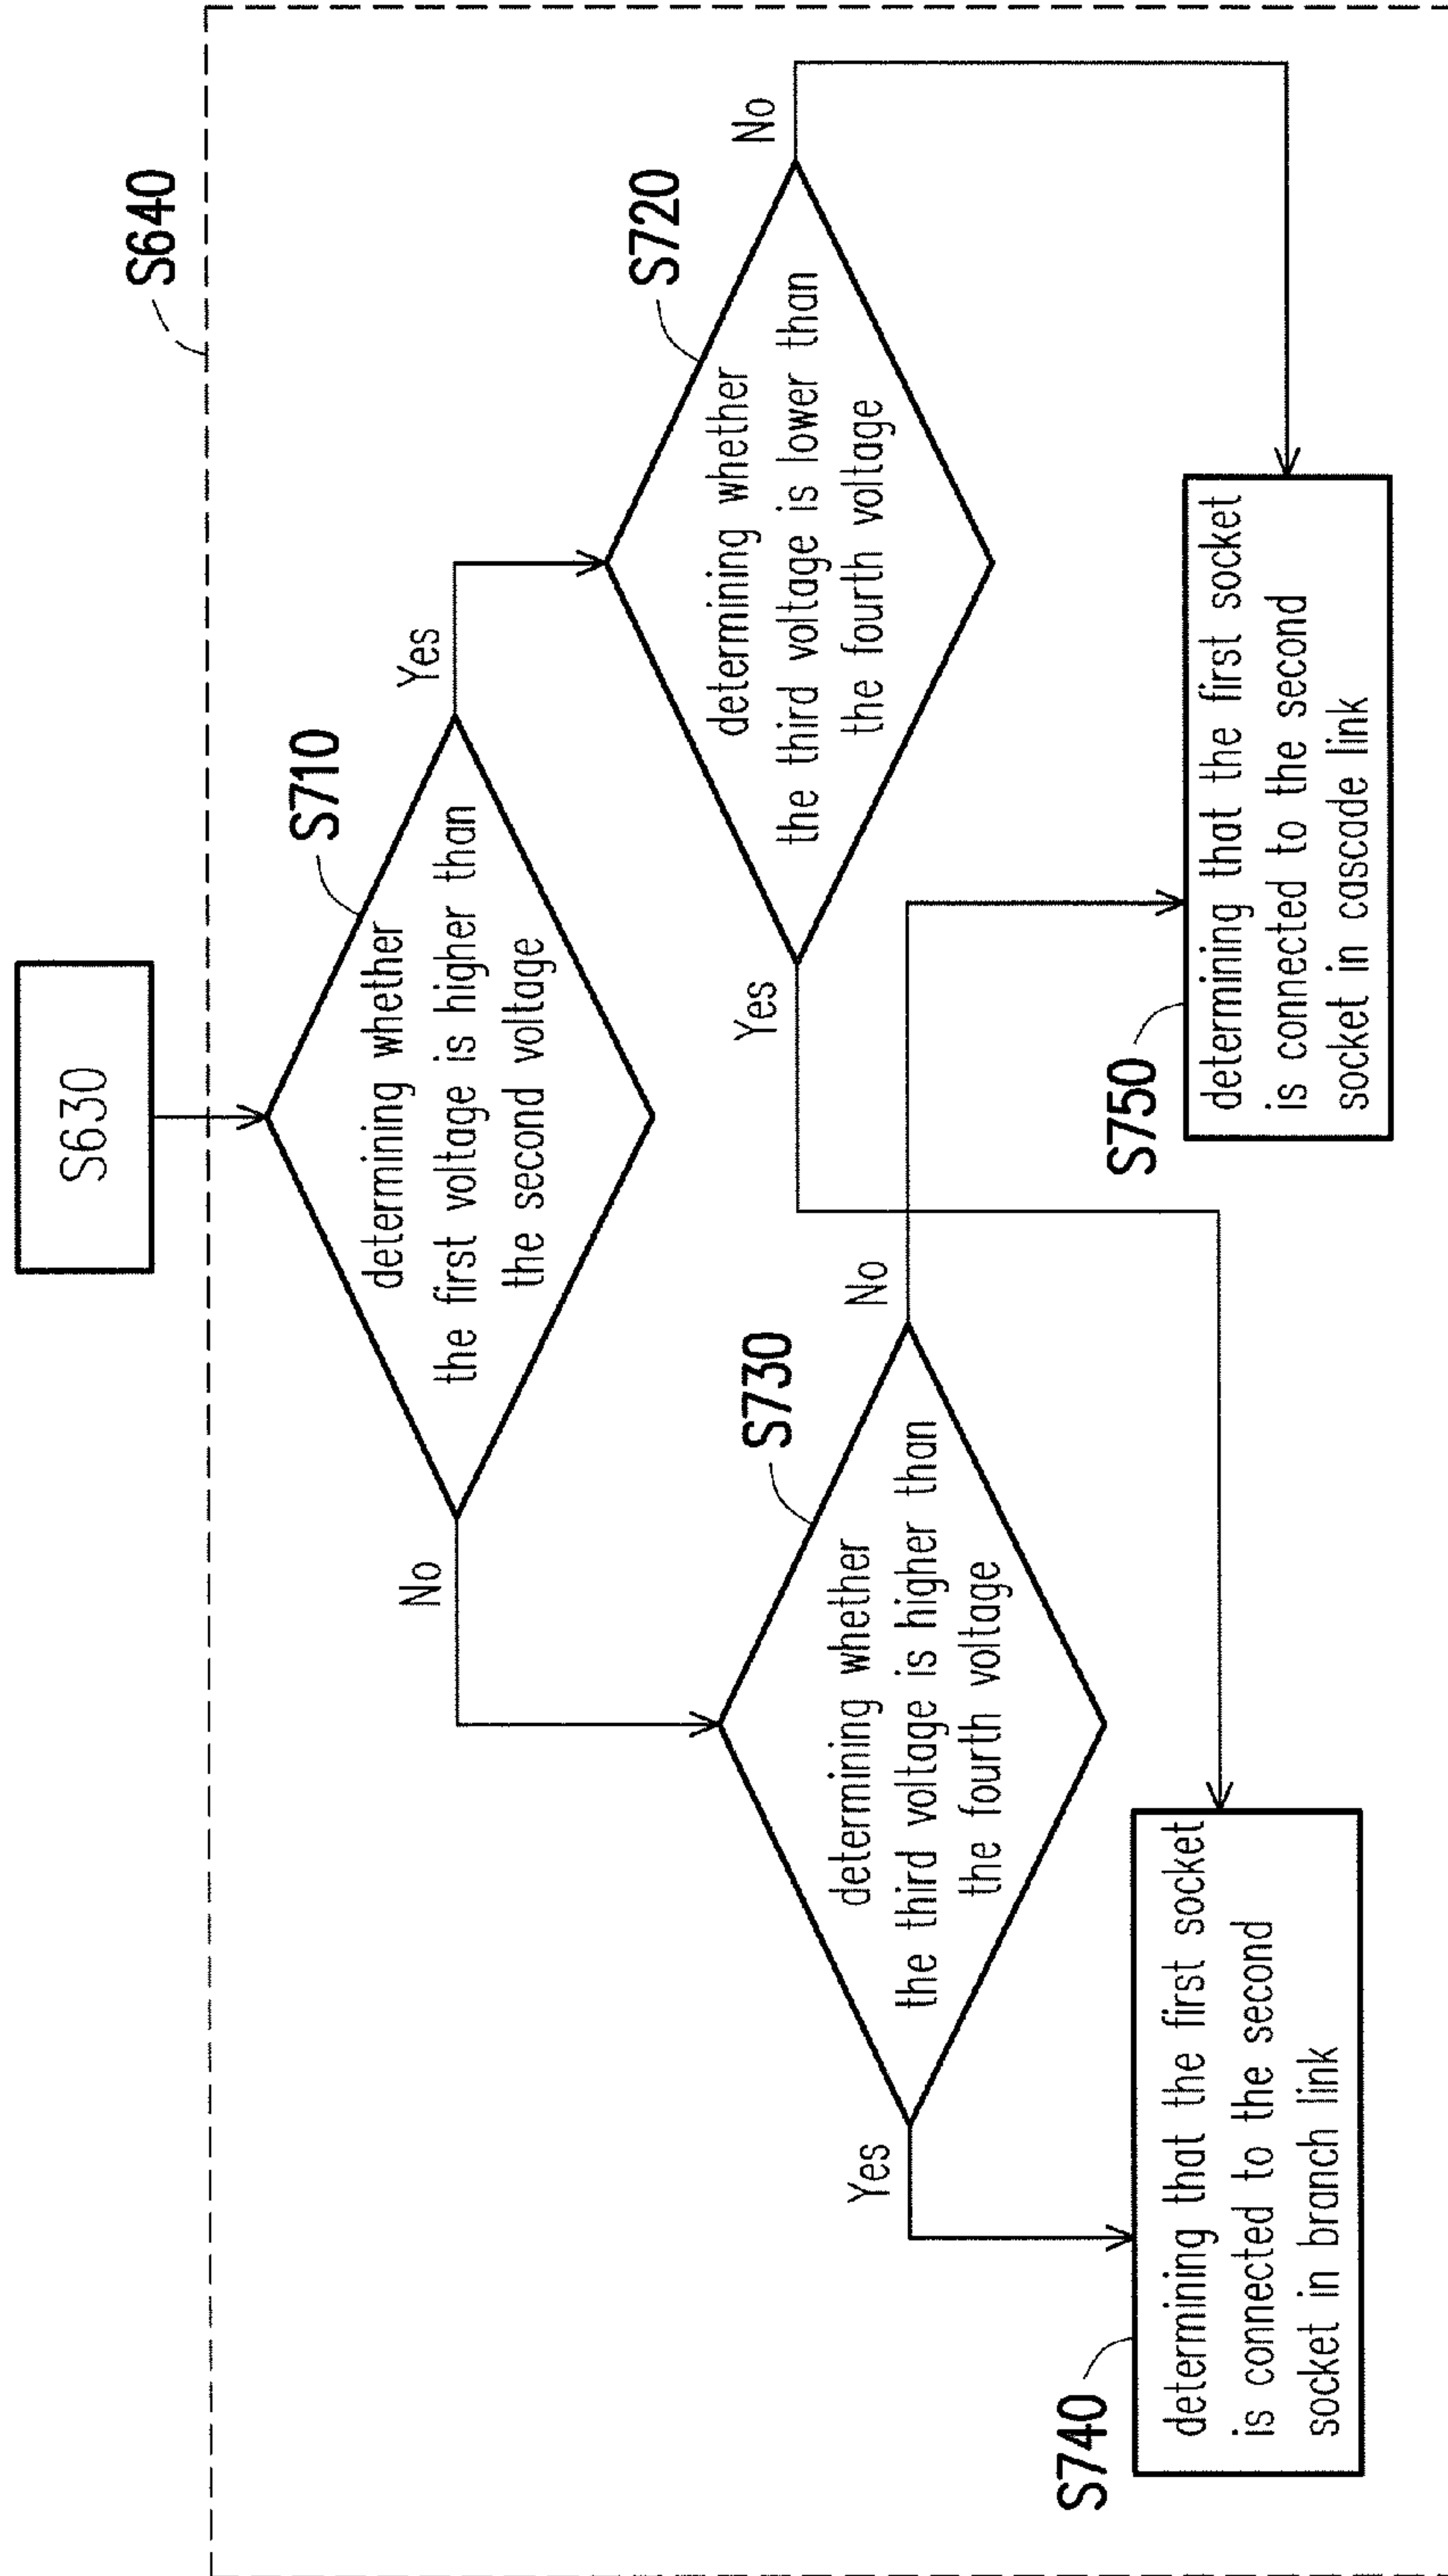 S630
S640
S710
determining whether
the first voltage is higher than
the second voltage
No
Yes
S720
determining whether
the third voltage is lower than
the fourth voltage
Yes
No
S730
determining whether
the third voltage is higher than
the fourth voltage
Yes
No
S740
determining that the first socket
is connected to the second
socket in branch link
S750
determining that the first socket
is connected to the second
socket in cascade link